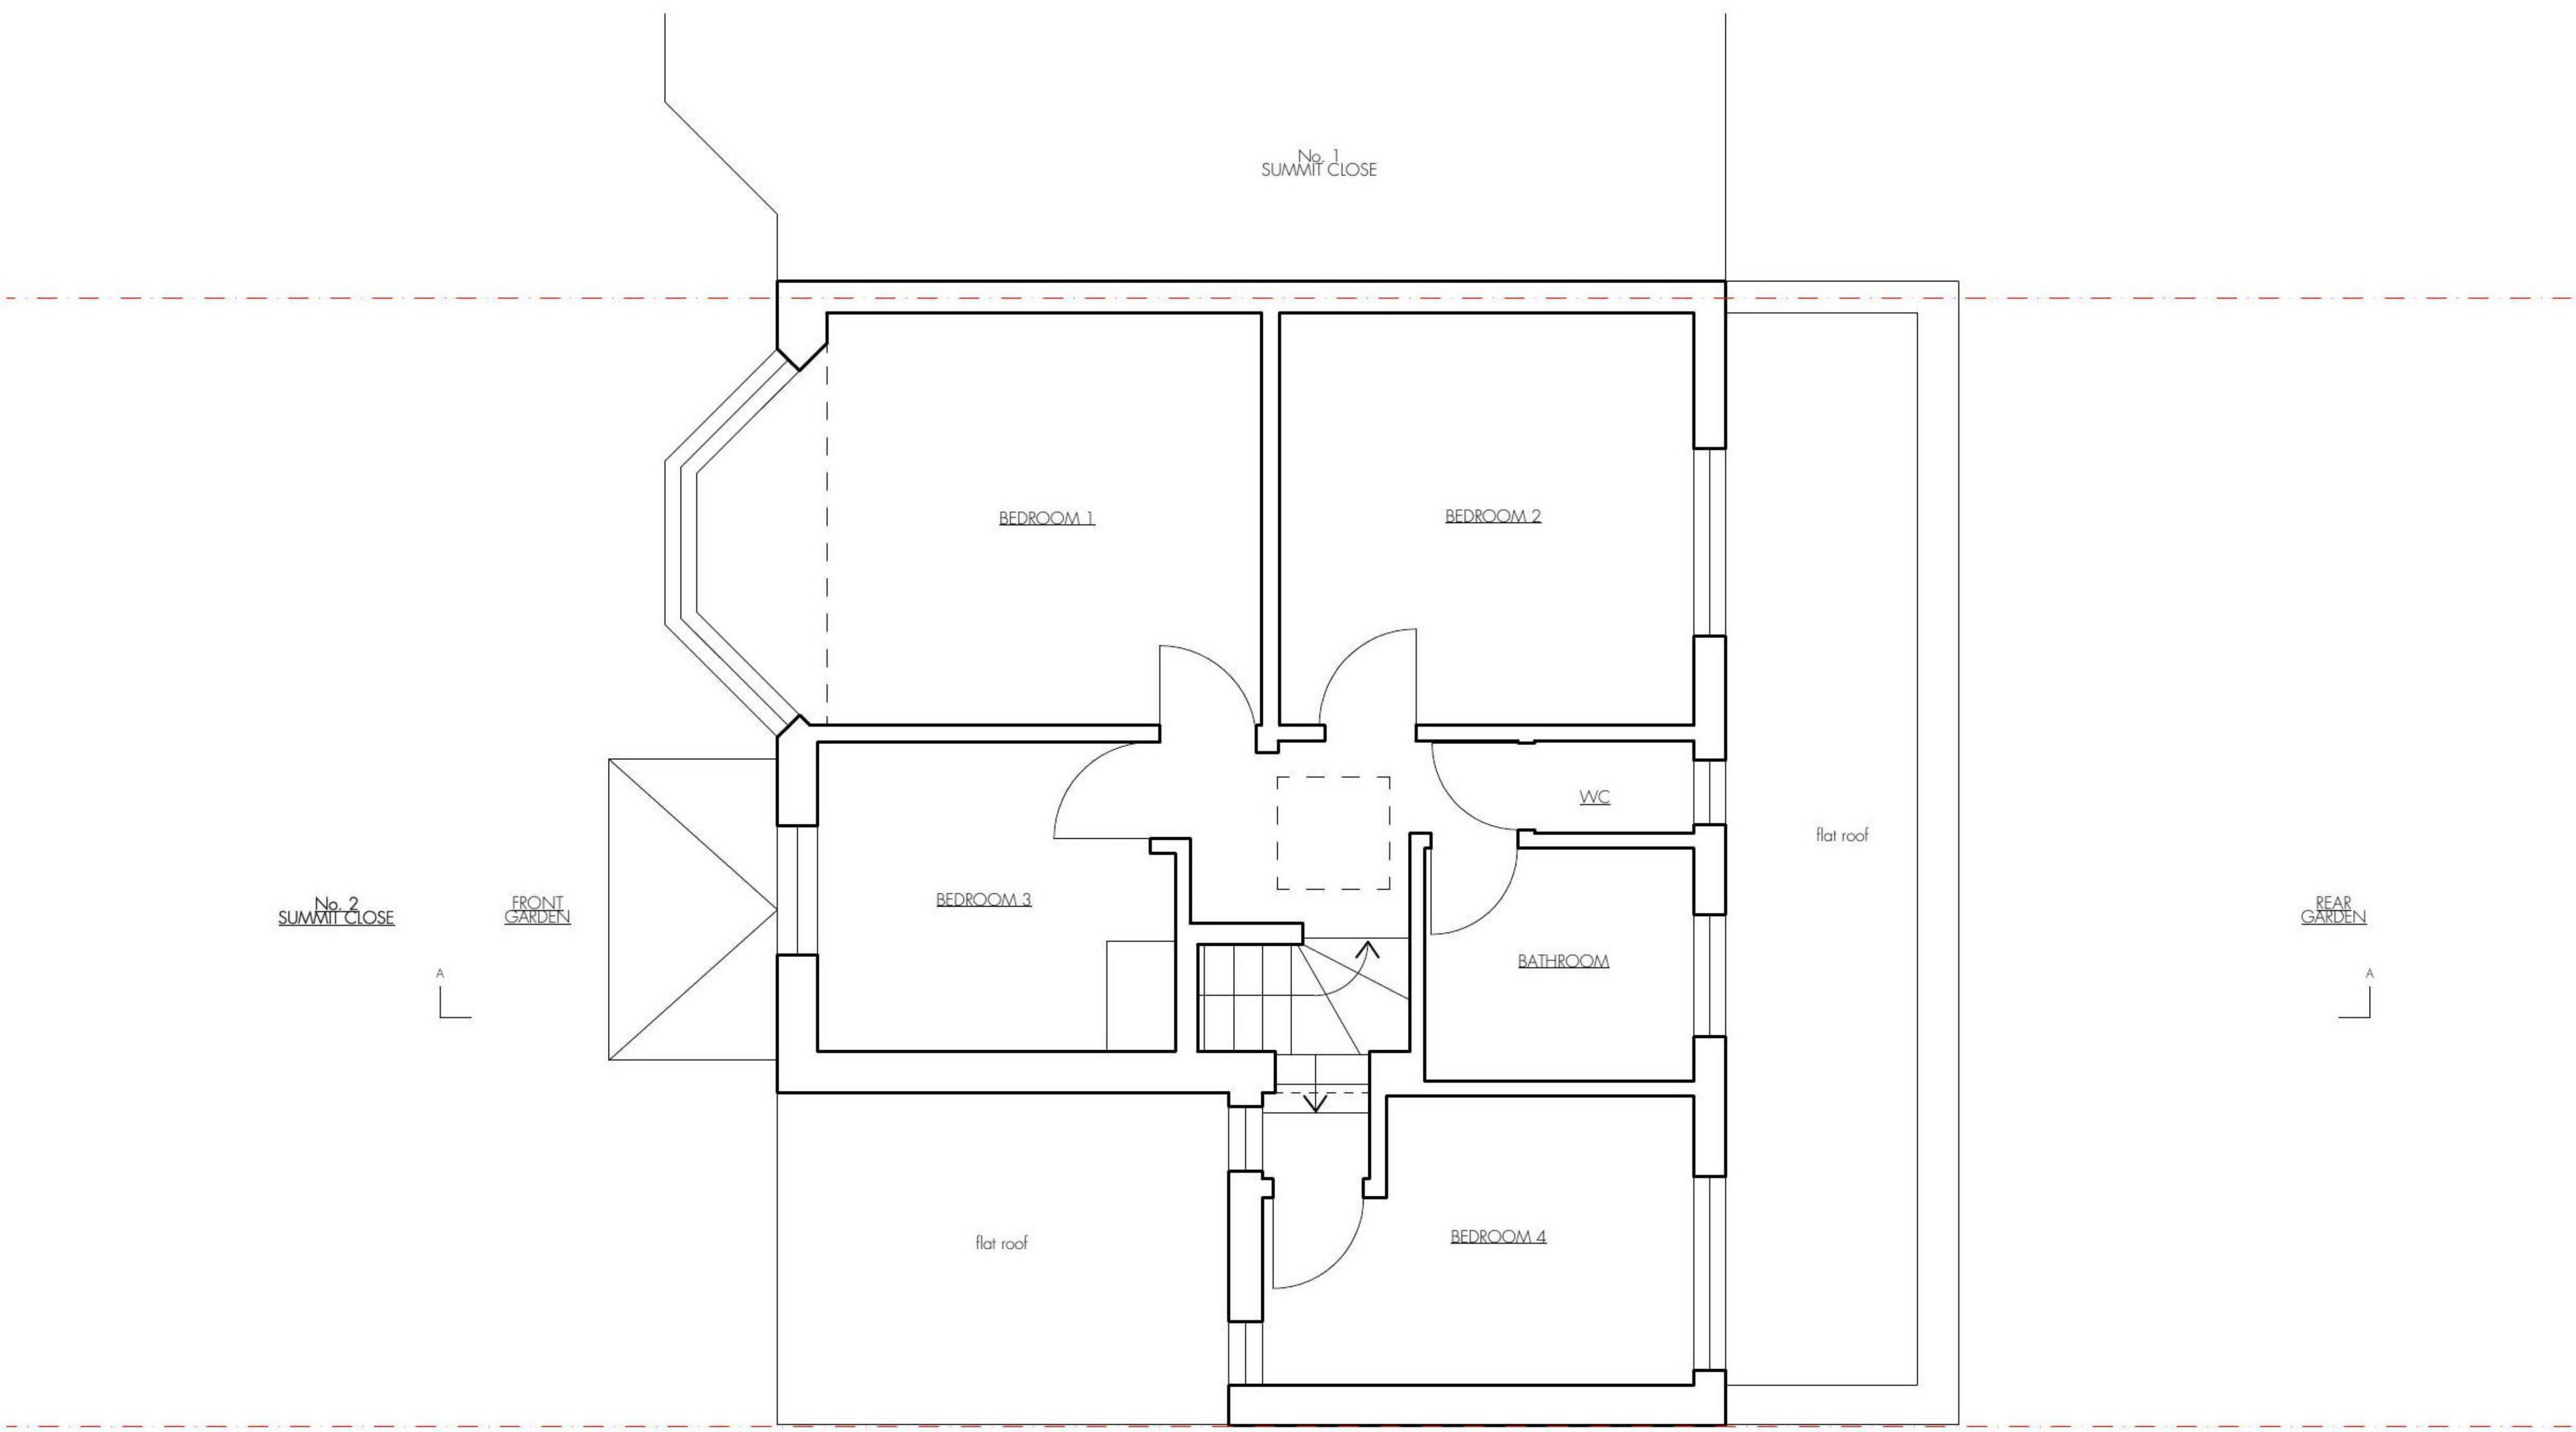 No. 1
SUMMIT CLOSE
BEDROOM 1
BEDROOM 2
WC
flat roof
BEDROOM 3
No. 2
SUMMIT CLOSE
FRONT
GARDEN
REAR
GARDEN
BATHROOM
A
A
BEDROOM 4
flat roof